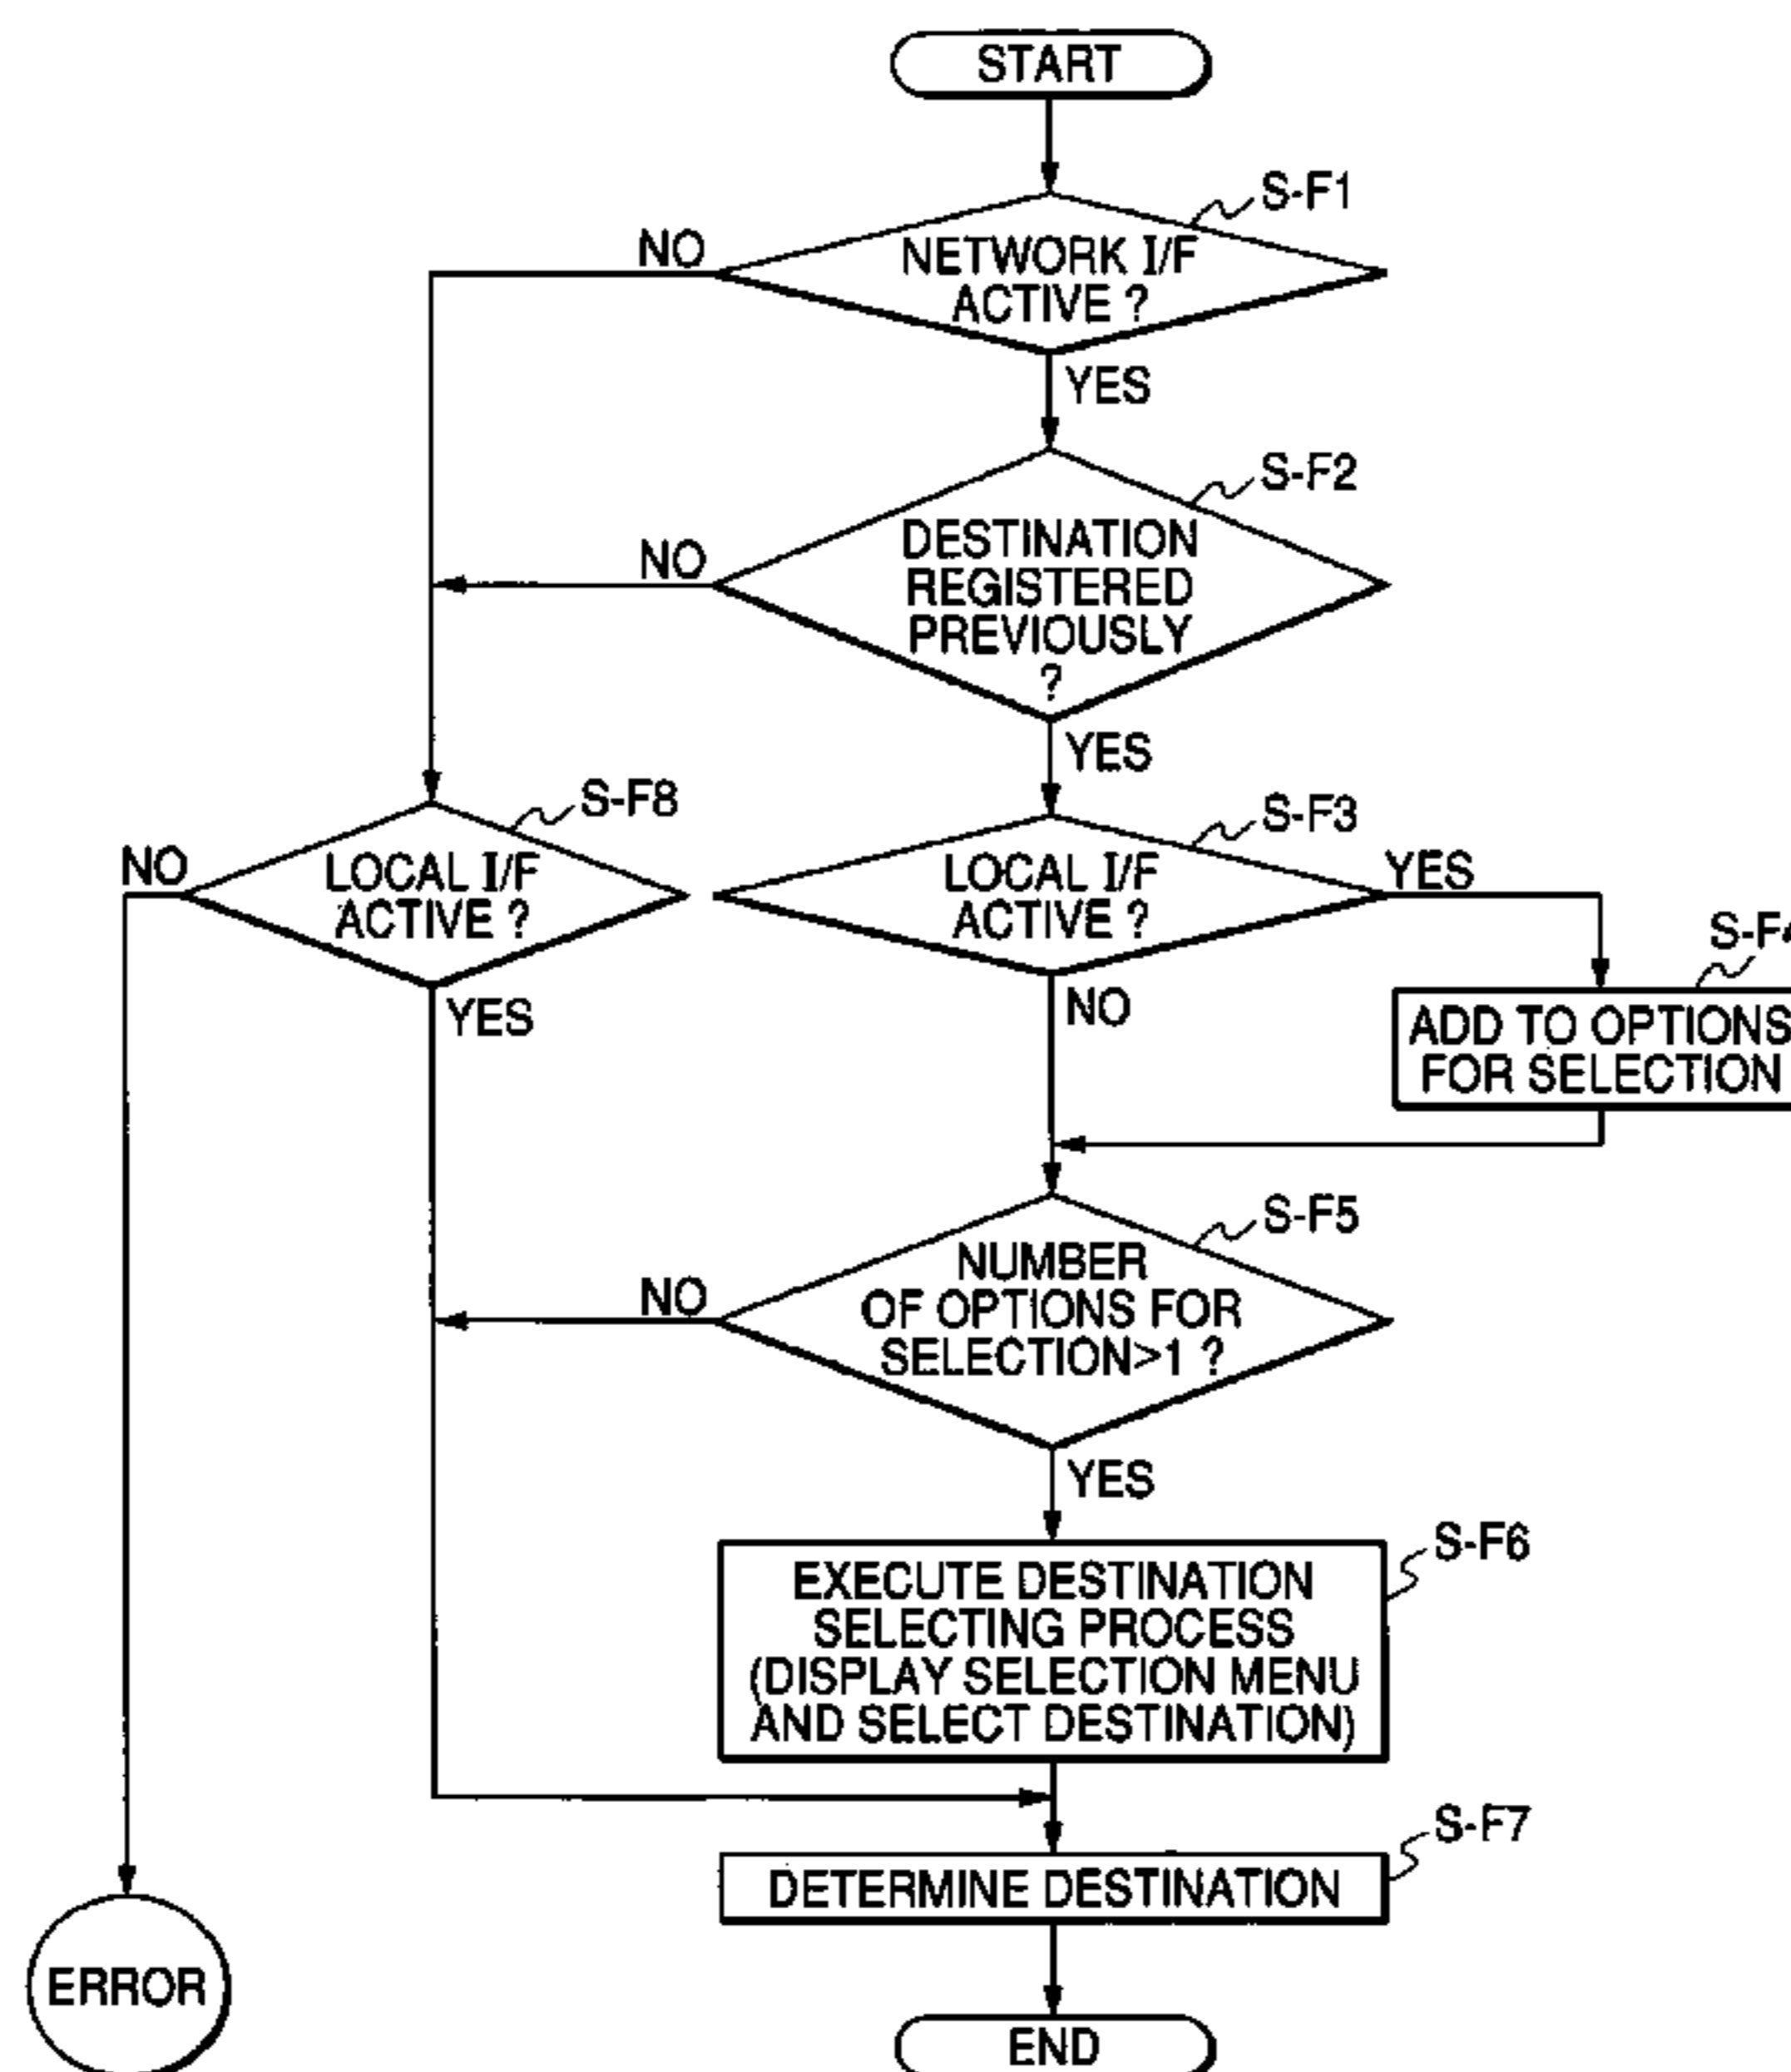 START
S-F1
NETWORK I/F
ACTIVE ?
NO
YES
S-F2
DESTINATION
REGISTERED
PREVIOUSLY
?
NO
YES
S-F8
LOCAL I/F
ACTIVE ?
NO
YES
S-F3
LOCAL I/F
ACTIVE ?
YES
NO
ADD TO OPTIONS
FOR SELECTION
S-F5
NUMBER
OF OPTIONS FOR
SELECTION>1 ?
NO
YES
S-F6
EXECUTE DESTINATION
SELECTING PROCESS
(DISPLAY SELECTION MENU
AND SELECT DESTINATION)
S-F7
DETERMINE DESTINATION
ERROR
END